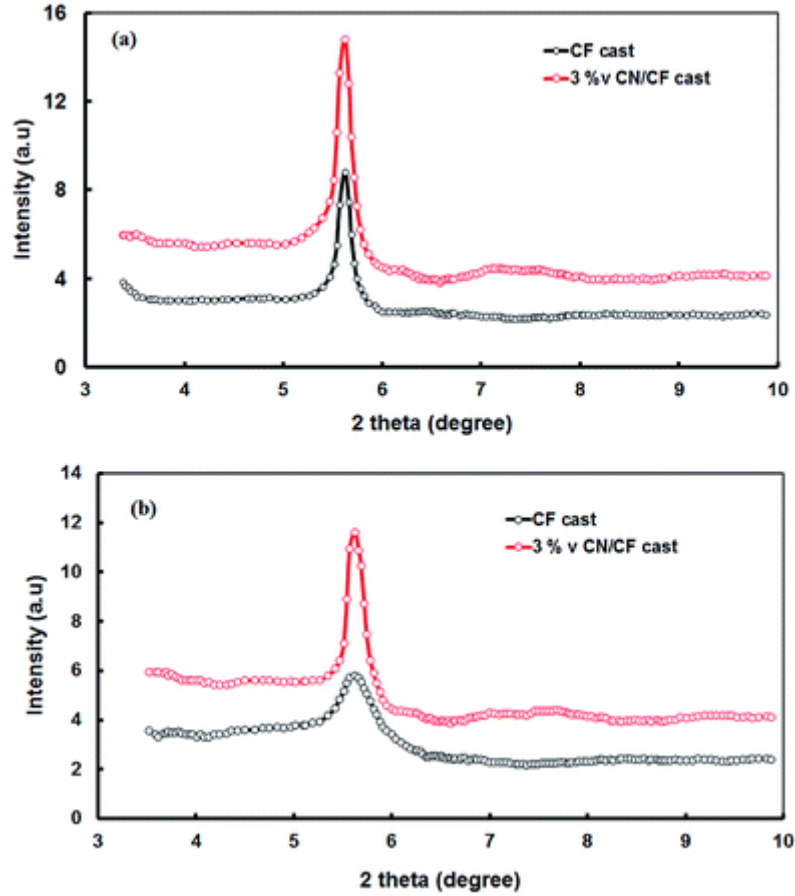 16
(a)
CF cast
3 %v CN/CF cast
12
8
4
0
Intensity (a.u)
3 4 5 6 7 8 9 10
2 theta (degree)
14
(b)
CF cast
3 % v CN/CF cast
12
10
8
6
4
2
0
Intensity (a.u)
3 4 5 6 7 8 9 10
2 theta (degree)